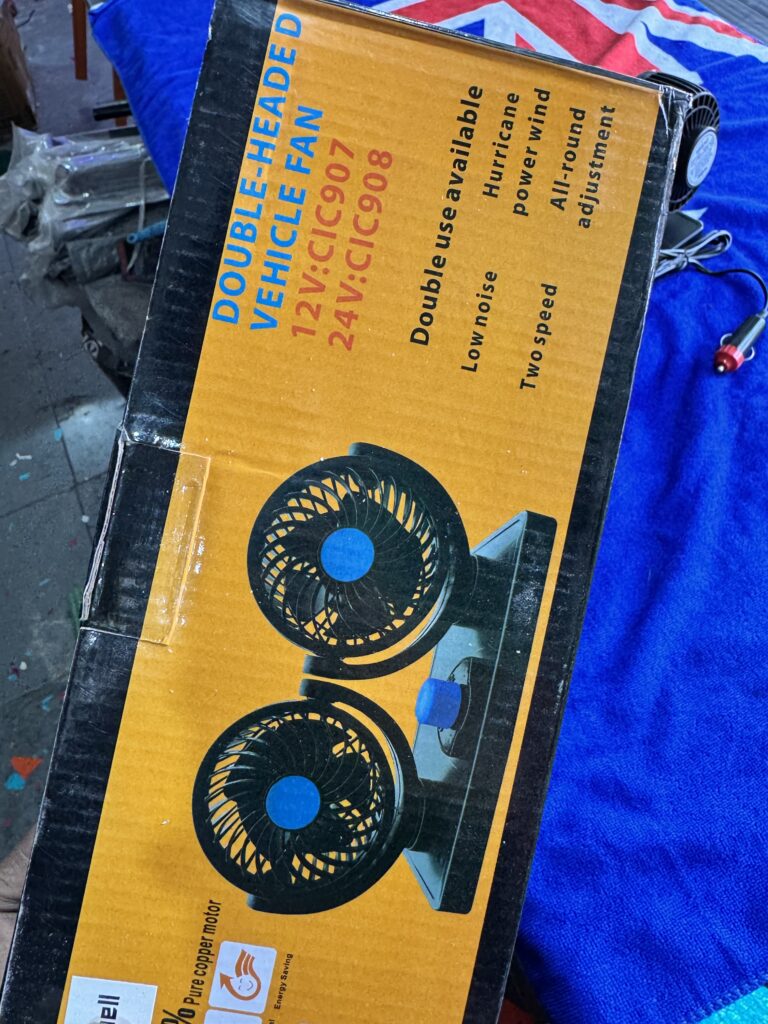 DOUBLE-HEADED
VEHICLE FAN
12V:CIC907
24V:CIC908
Double use available
Low noise
Hurricane
power wind
Two speed
All-round
adjustment
% Pure copper motor
Energy Saving
ell